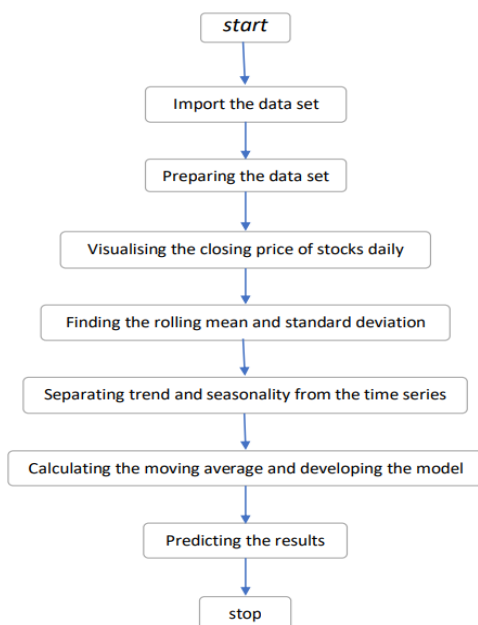 start
Import the data set
Preparing the data set
Visualising the closing price of stocks daily
Finding the rolling mean and standard deviation
Separating trend and seasonality from the time series
Calculating the moving average and developing the model
Predicting the results
stop